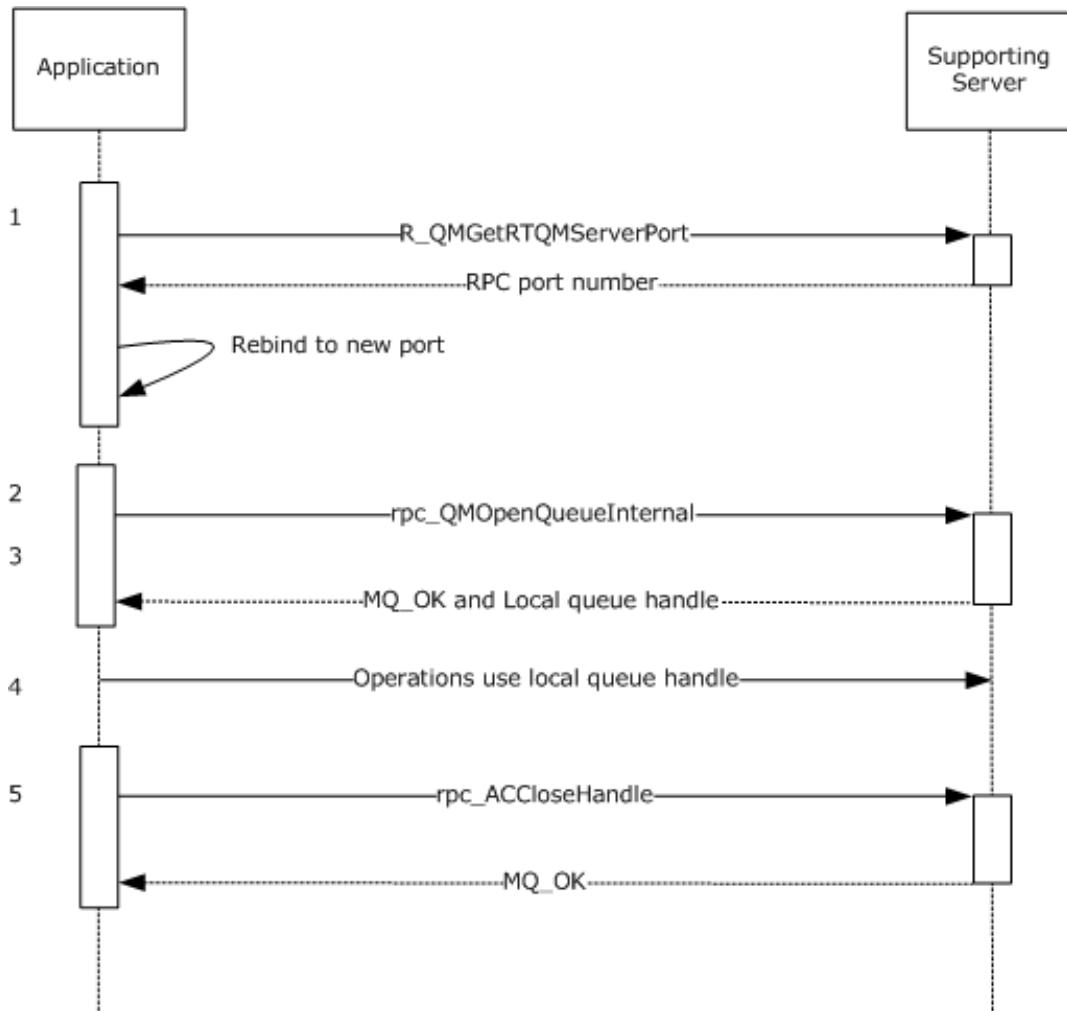 Application
Supporting
Server
1
R_QMGetRTQMServerPort
RPC port number
Rebind to new port
2
rpc_QMOpenQueueInternal
3
MQ_OK and Local queue handle
4
Operations use local queue handle
5
rpc_ACCloseHandle
MQ_OK